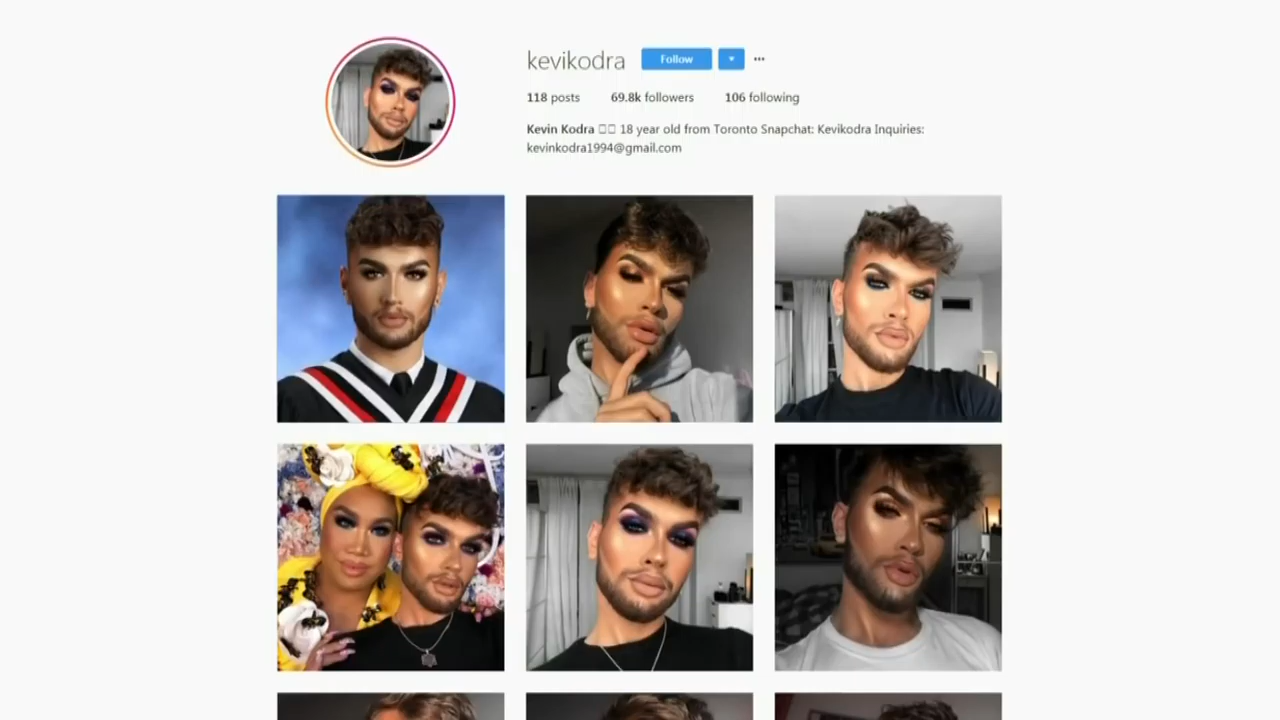 kevikodra Follow
118 posts 69.8k followers 106 following
Kevin Kodra 18 year old from Toronto Snapchat: Kevikodra Inquiries:
kevinkodra1994@gmail.com